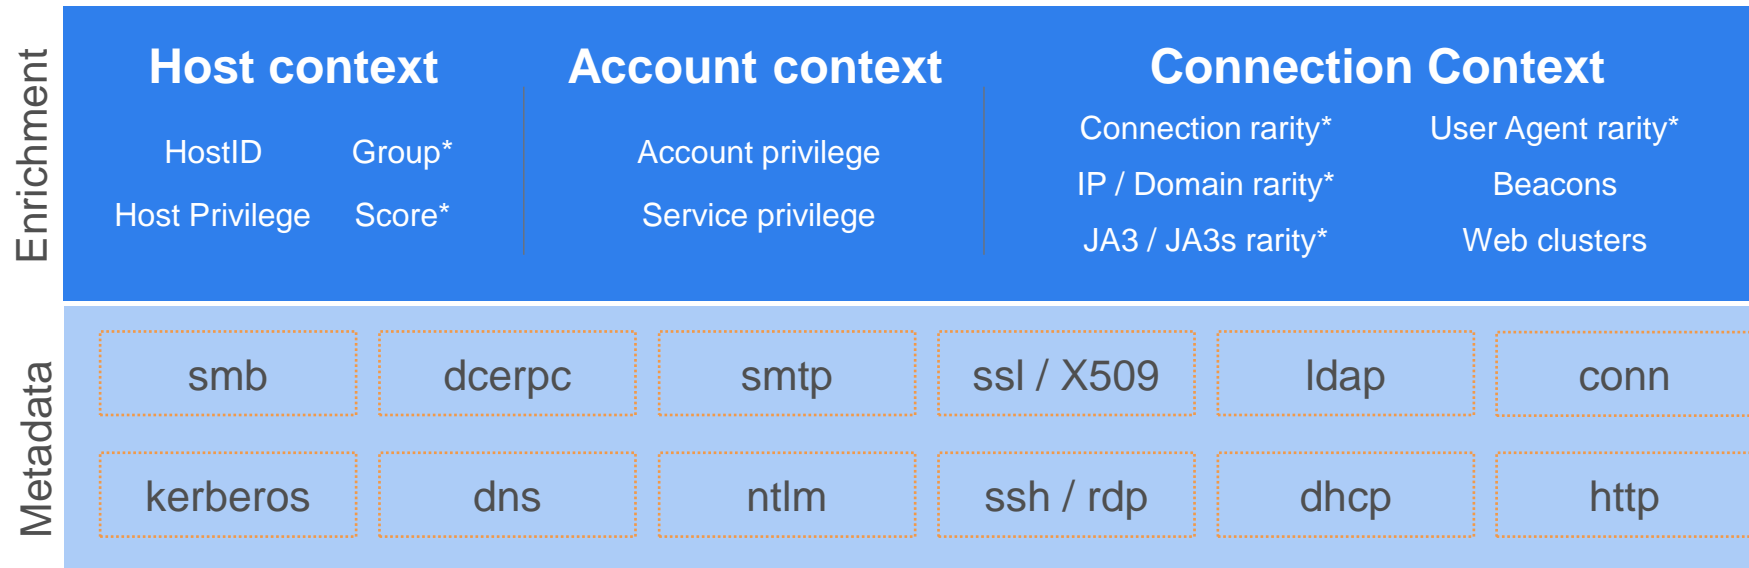 Enrichment
Host context
Account context
Connection Context
HostID
Group*
Host Privilege
Score*
Account privilege
Service privilege
Connection rarity*
User Agent rarity*
IP / Domain rarity*
Beacons
JA3 / JA3s rarity*
Web clusters
Metadata
smb
dcerpc
smtp
ssl / X509
ldap
conn
kerberos
dns
ntlm
ssh / rdp
dhcp
http